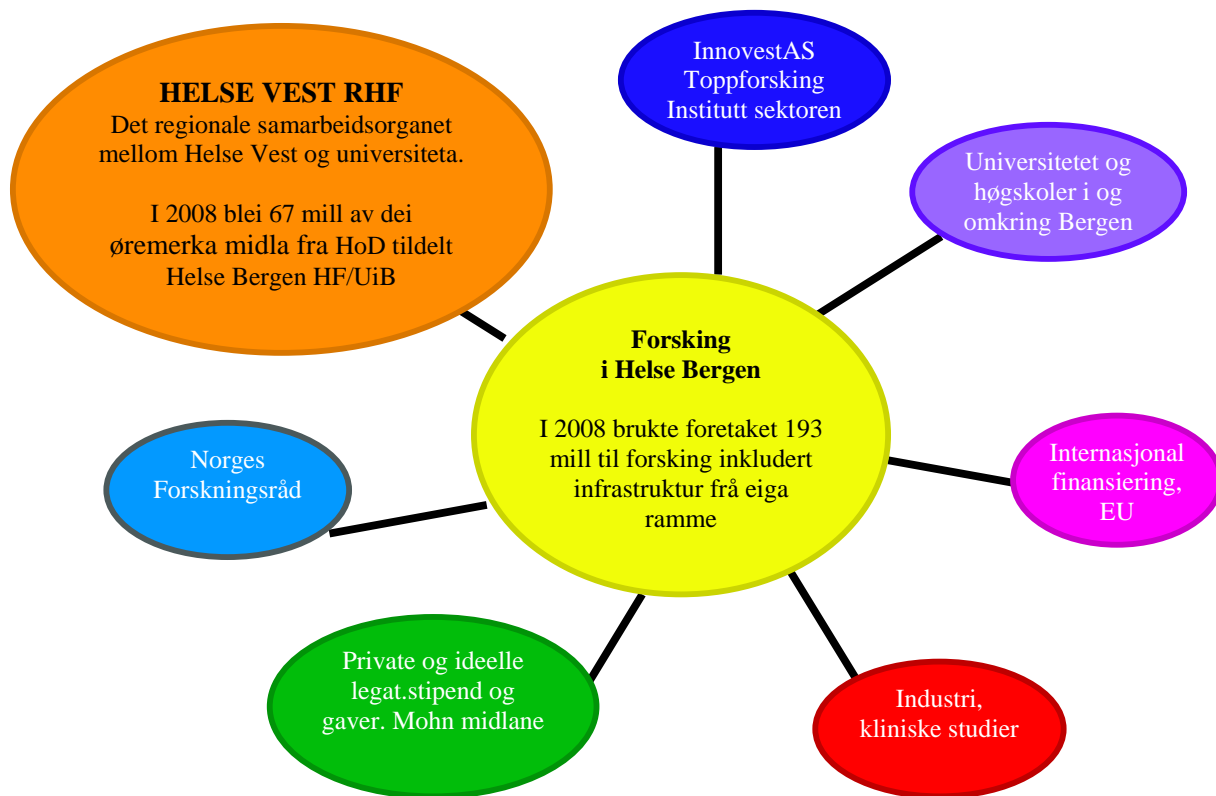 HELSE VEST RHF
Det regionale samarbeidsorganet
mellom Helse Vest og universiteta.
I 2008 blei 67 mill av dei
øremerka midla fra HoD tildelt
Helse Bergen HF/UiB
InnovestAS
Toppforsking
Institutt sektoren
Universitetet og
høgskoler i og
omkring Bergen
Forsking
i Helse Bergen
I 2008 brukte foretaket 193
mill til forsking inkludert
infrastruktur frå eiga
ramme
Norges
Forskningsråd
Internasjonal
finansiering,
EU
Private og ideelle
legat.stipend og
gaver. Mohn midlane
Industri,
kliniske studier